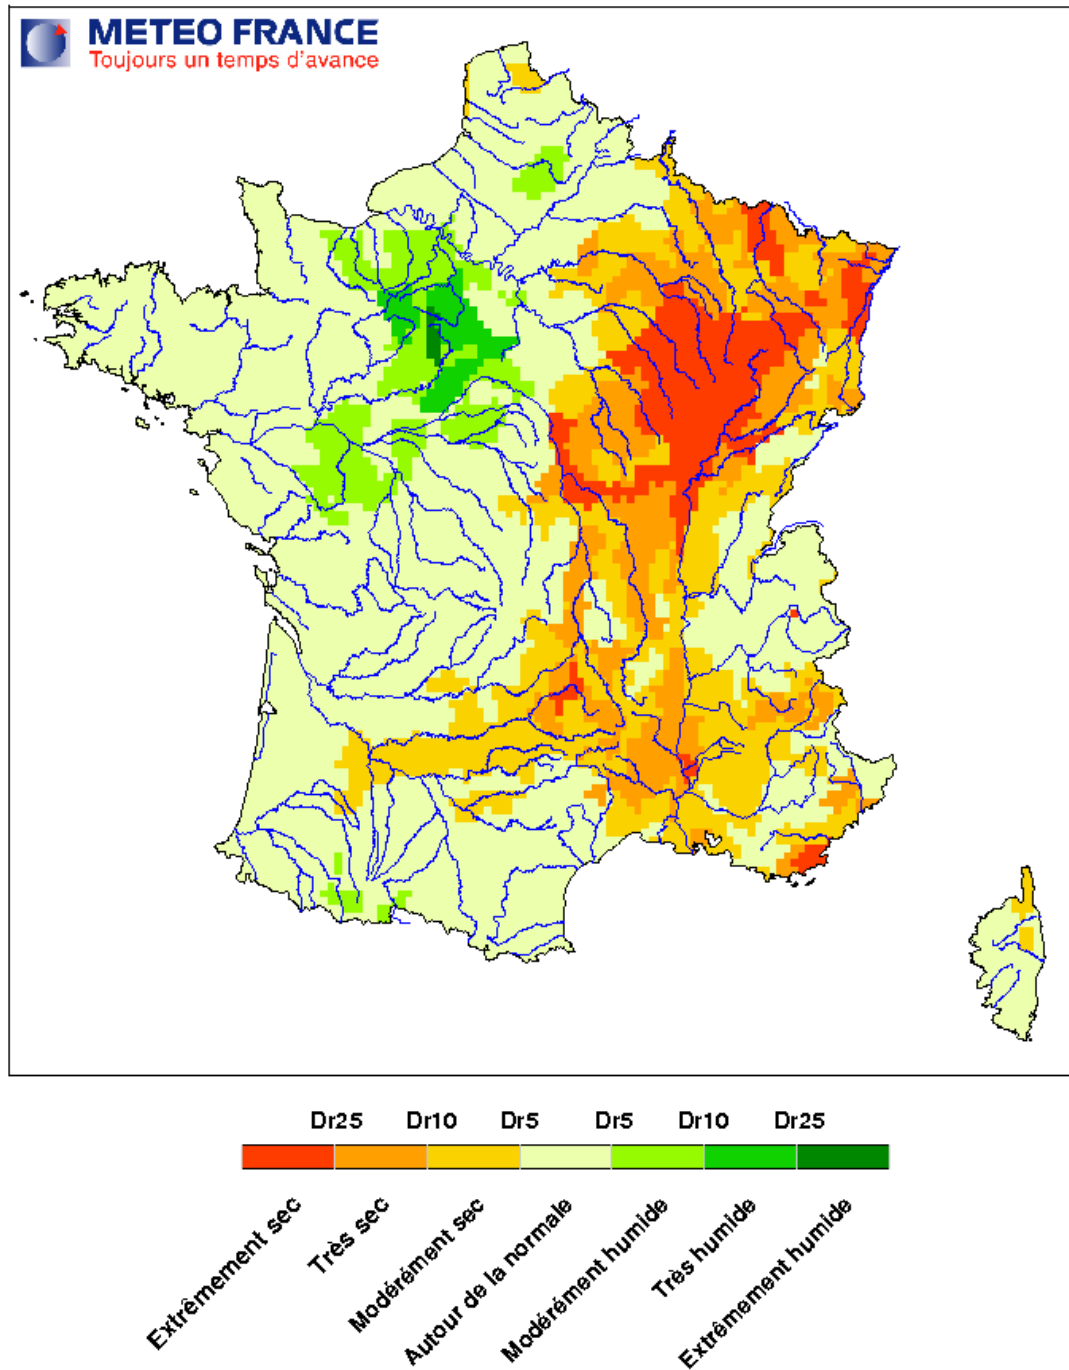 METEO FRANCE
Toujours un temps d'avance
Dr25 Dr10 Dr5 Dr5 Dr10 Dr25
Extrêmement sec
Très sec
Modérément sec
Autour de la normale
Modérément humide
Très humide
Extrêmement humide